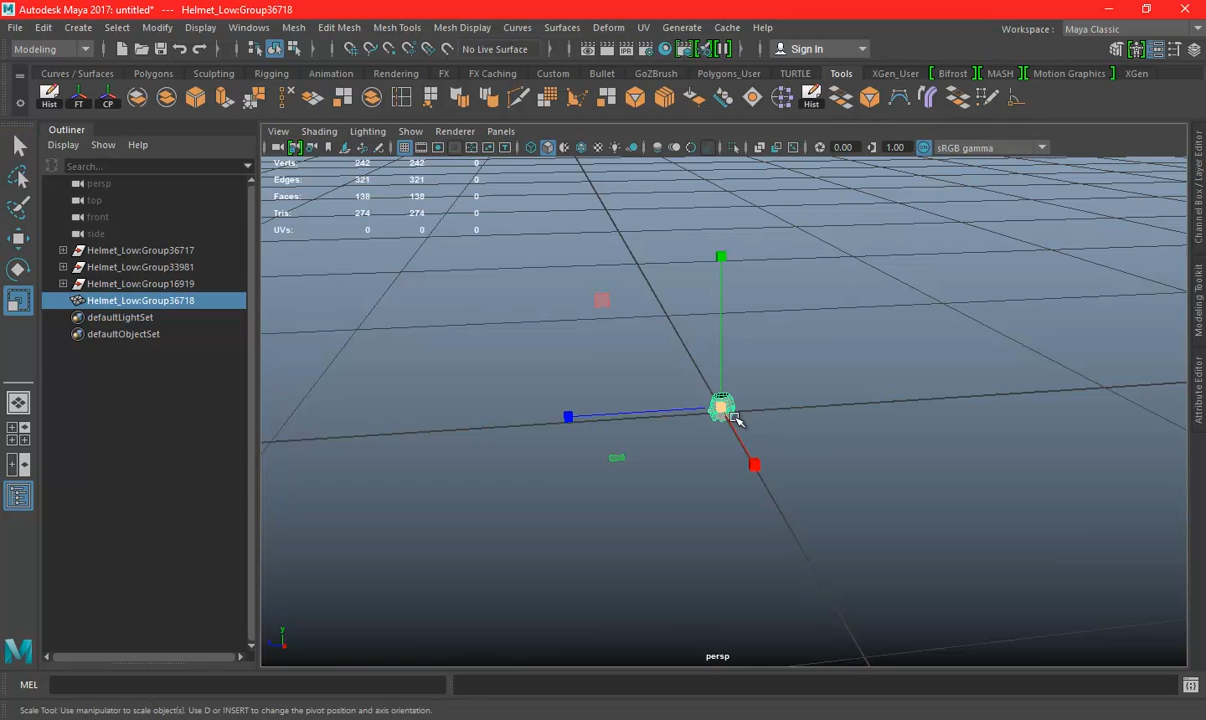 Autodesk Maya 2017: untitled* --- Helmet_Low:Group36718
File Edit Create Select Modify Display Windows Mesh Edit Mesh Mesh Tools Mesh Display Curves Surfaces Deform UV Generate Cache Help
Workspace : Maya Classic
Modeling No Live Surface Sign In
Curves / Surfaces Polygons Sculpting Rigging Animation Rendering FX FX Caching Custom Bullet GoZBrush Polygons_User TURTLE Tools XGen_User Bifrost MASH Motion Graphics XGen
Hist FT CP Hist
Outliner
Display Show Help
Search...
persp
top
front
side
Helmet_Low:Group36717
Helmet_Low:Group33981
Helmet_Low:Group16919
Helmet_Low:Group36718
defaultLightSet
defaultObjectSet
View Shading Lighting Show Renderer Panels
0.00 1.00 sRGB gamma
Verts: 242 242 0
Edges: 321 321 0
Faces: 138 138 0
Tris: 274 274 0
UVs: 0 0 0
y
persp
Channel Box / Layer Editor
Modeling Toolkit
Attribute Editor
MEL
Scale Tool: Use manipulator to scale object(s). Use D or INSERT to change the pivot position and axis orientation.